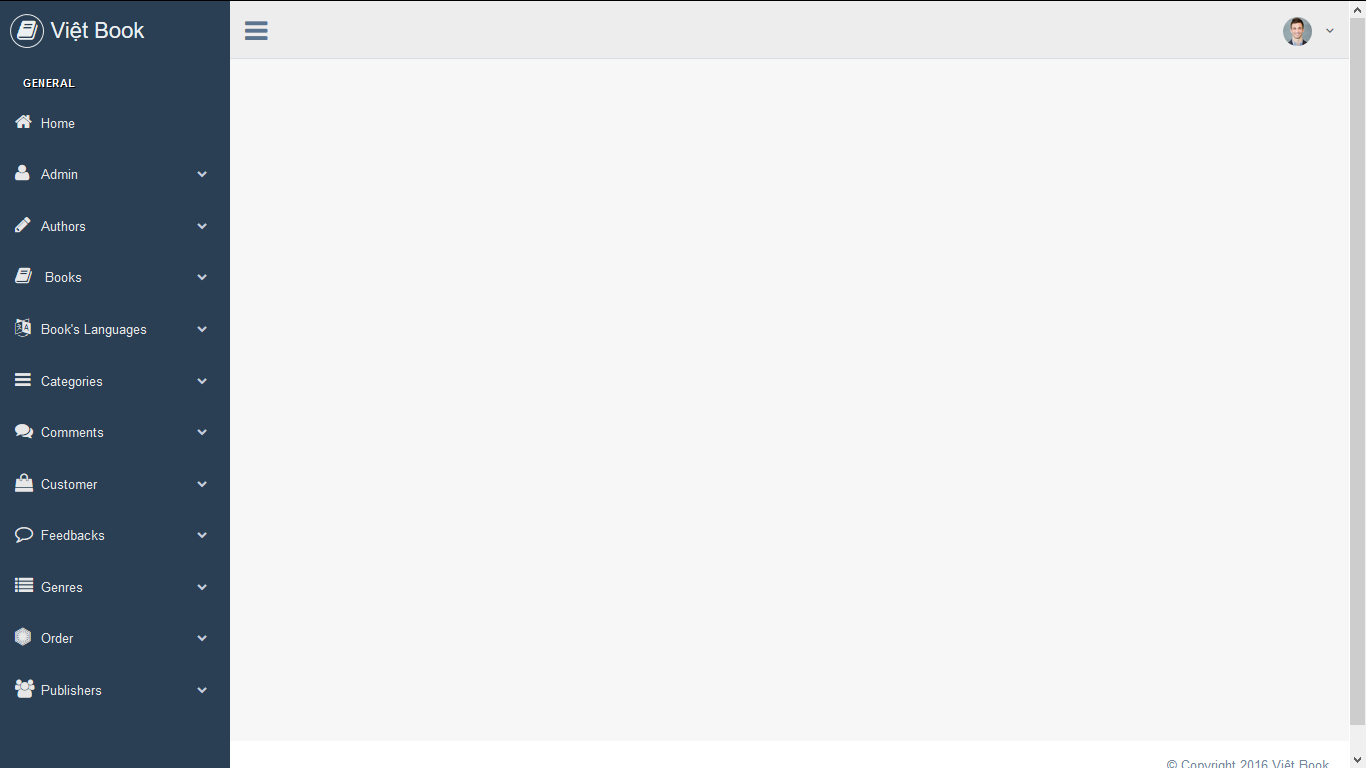 Việt Book
GENERAL
Home
Admin
Authors
Books
Book's Languages
Categories
Comments
Customer
Feedbacks
Genres
Order
Publishers
© Copyright 2016 Việt Book